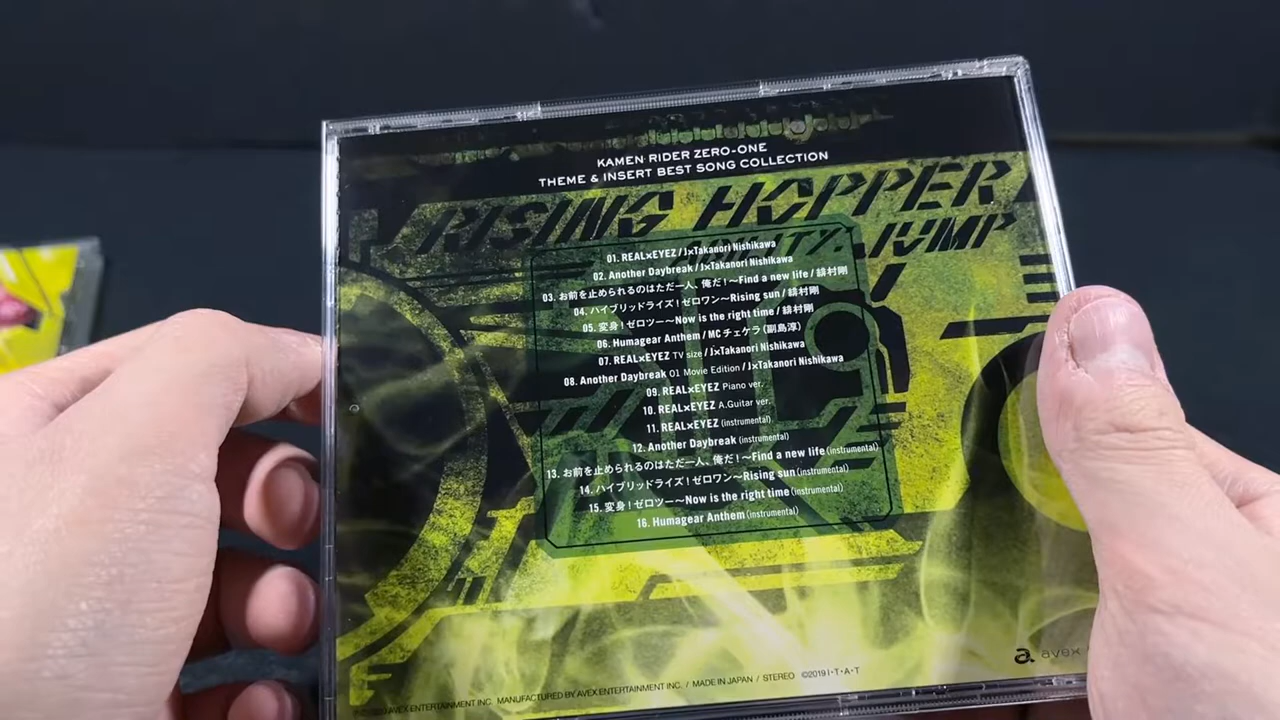 KAMEN RIDER ZERO-ONE
THEME & INSERT BEST SONG COLLECTION
RISING HOPPER
JUMP
01. REAL×EYEZ / J×Takanori Nishikawa
02. Another Daybreak / J×Takanori Nishikawa
03. お前を止められるのはただ一人、俺だ!〜Find a new life / 緋村剛
04. ハイブリッドライズ!ゼロワン〜Rising sun / 緋村剛
05. 変身!ゼロツー〜Now is the right time / 緋村剛
06. Humagear Anthem / MCチェケラ(副島淳)
07. REAL×EYEZ TV size / J×Takanori Nishikawa
08. Another Daybreak 01 Movie Edition / J×Takanori Nishikawa
09. REAL×EYEZ Piano ver.
10. REAL×EYEZ A.Guitar ver.
11. REAL×EYEZ (instrumental)
12. Another Daybreak (instrumental)
13. お前を止められるのはただ一人、俺だ!〜Find a new life (instrumental)
14. ハイブリッドライズ!ゼロワン〜Rising sun (instrumental)
15. 変身!ゼロツー〜Now is the right time (instrumental)
16. Humagear Anthem (instrumental)
avex
AVEX ENTERTAINMENT INC. MANUFACTURED BY AVEX ENTERTAINMENT INC. / MADE IN JAPAN / STEREO ©2019 I・T・A・T